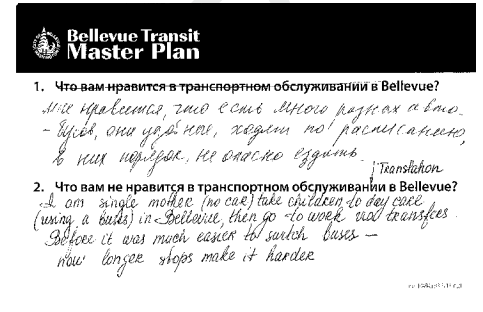 Bellevue Transit
Master Plan
1. Что вам нравится в транспортном обслуживании в Bellevue?
Мне нравится, что есть много разных авто-
- бусов, они удобные, ходят по расписанию,
в них порядок, не опасно ездить.
Translation
2. Что вам не нравится в транспортном обслуживании в Bellevue?
I am single mother (no car) take children to day care
(using a buses) in Bellevue, then go to work via transfers.
Before it was much easier to switch buses –
now longer stops make it harder